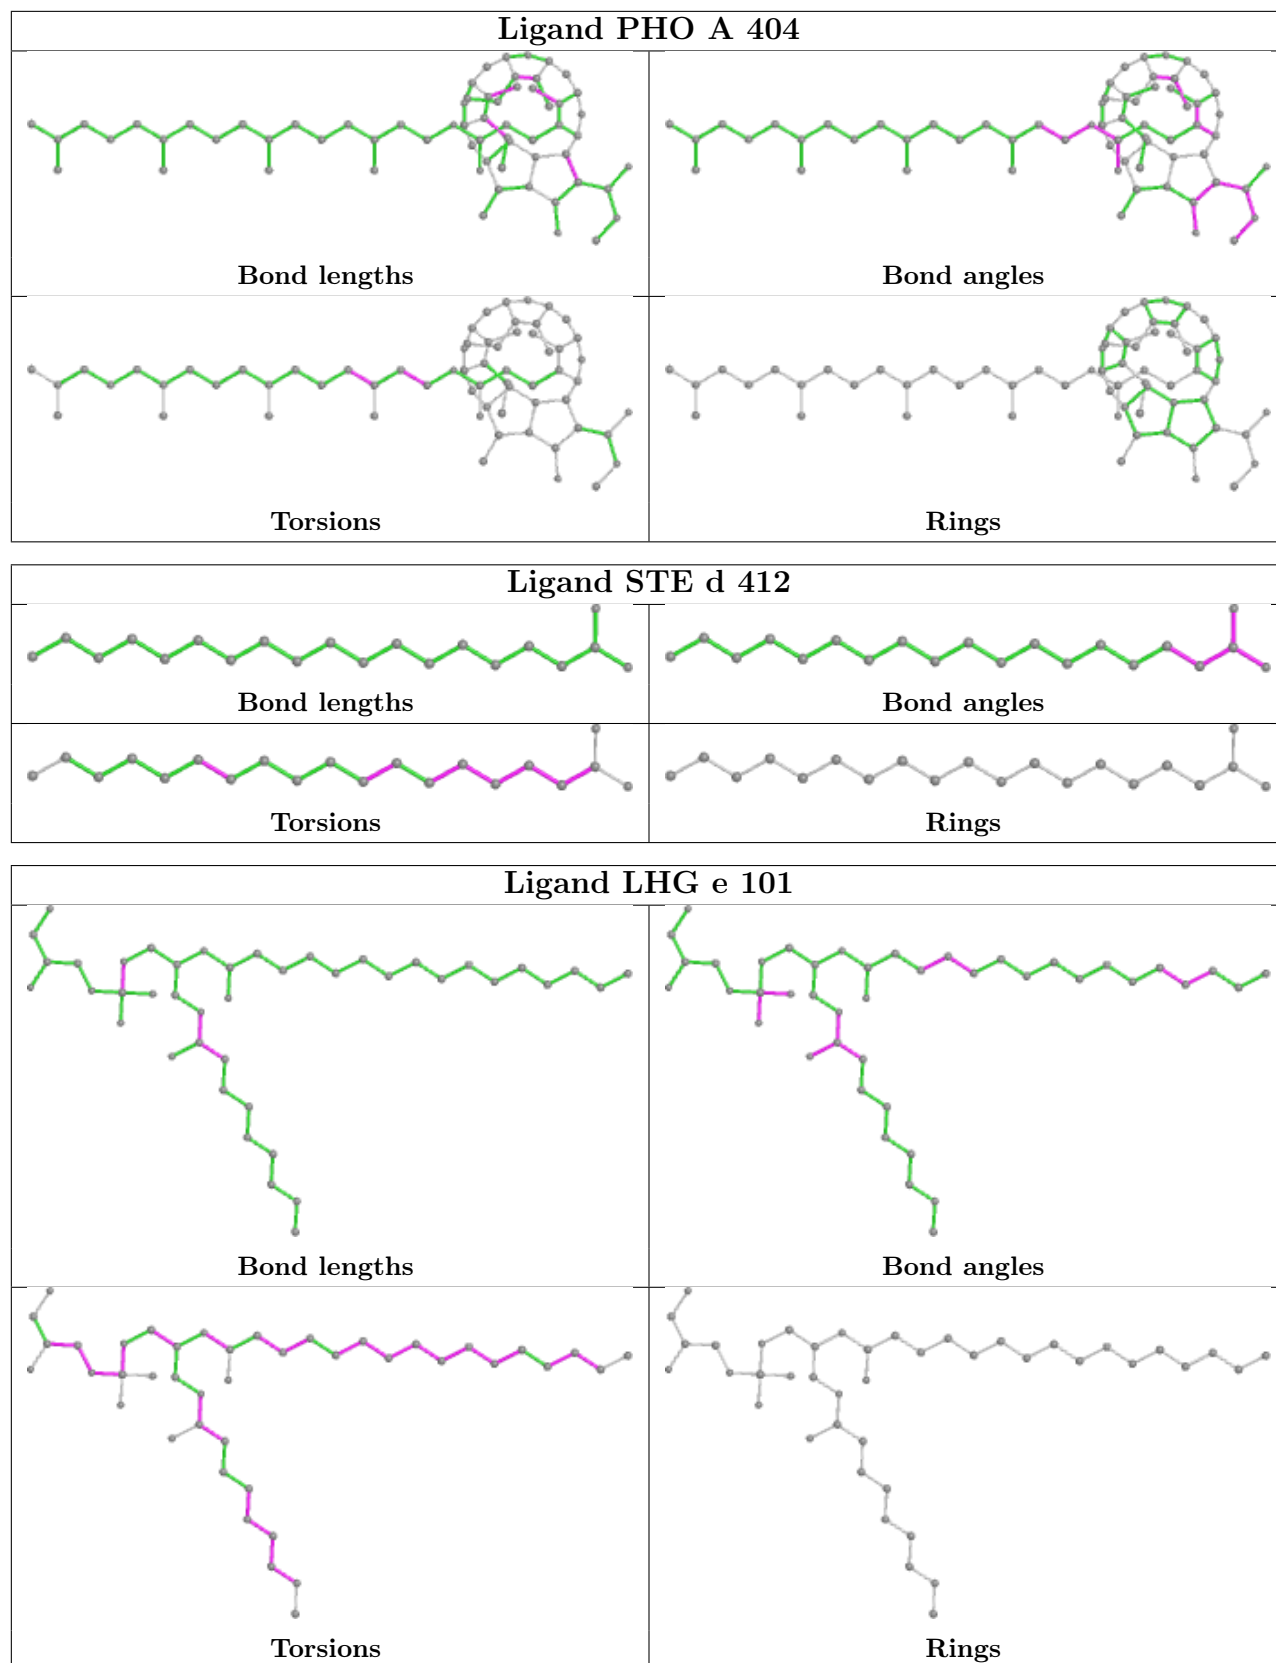 Ligand PHO A 404
Bond lengths
Bond angles
Torsions
Rings
Ligand STE d 412
Bond lengths
Bond angles
Torsions
Rings
Ligand LHG e 101
Bond lengths
Bond angles
Torsions
Rings